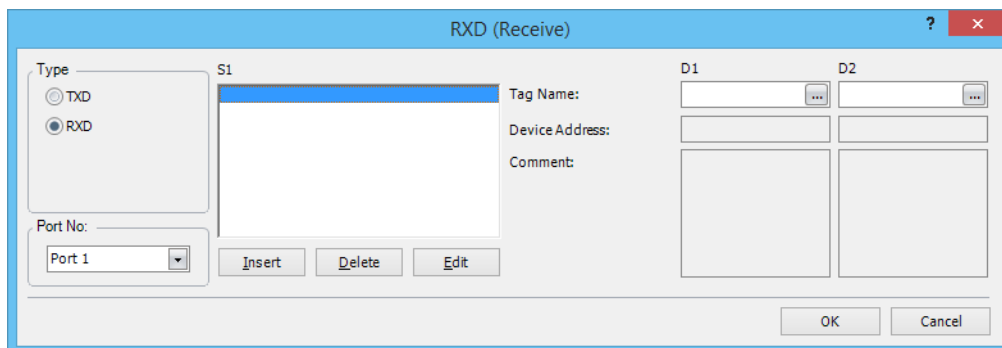 RXD (Receive)
?
Type
TXD
RXD
Port No:
Port 1
S1
Insert
Delete
Edit
D1
D2
Tag Name:
...
...
Device Address:
Comment:
OK
Cancel